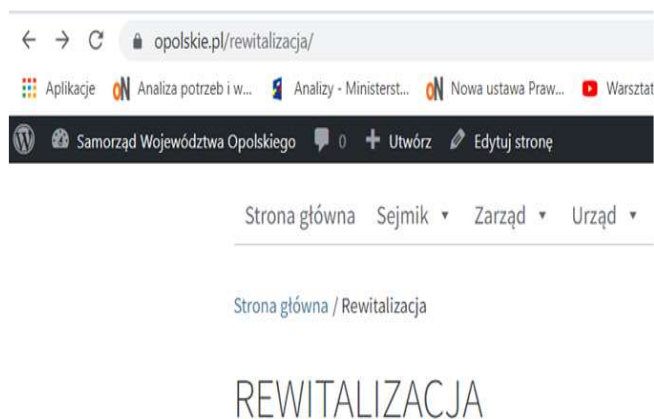 opolskie.pl/rewitalizacja/
Aplikacje Analiza potrzeb i w... Analizy - Ministerst... Nowa ustawa Praw... Warsztat
Samorząd Województwa Opolskiego 0 Utwórz Edytuj stronę
Strona główna Sejmik Zarząd Urząd
Strona główna / Rewitalizacja
REWITALIZACJA